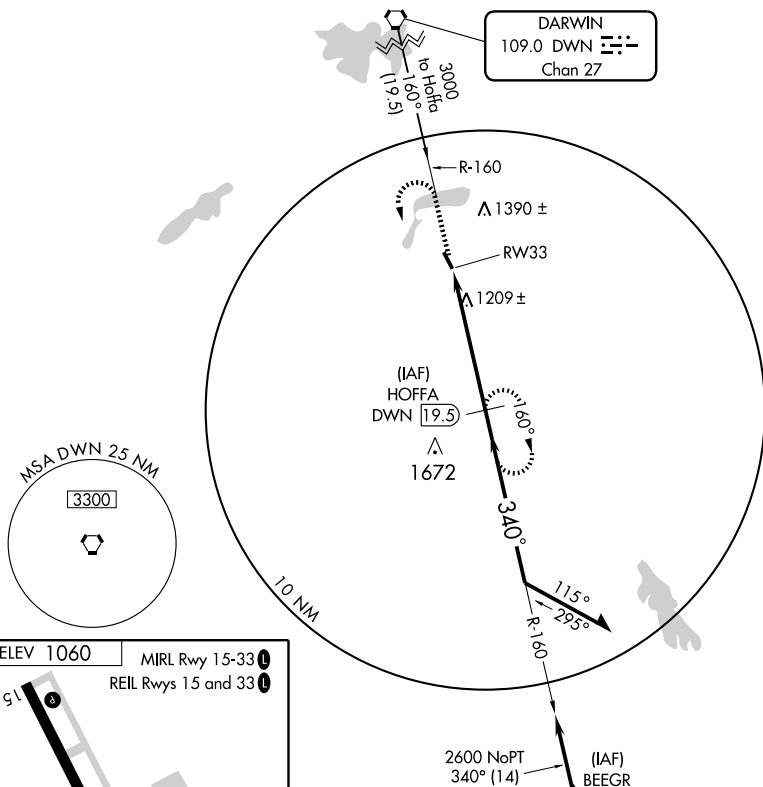 DARWIN
109.0 DWN
Chan 27
3000
to Hoffa
160°
(19.5)
R-160
1390 ±
RW33
1209 ±
(IAF)
HOFFA
DWN 19.5
160°
1672
MSA DWN 25 NM
3300
340°
115°
295°
10 NM
R-160
ELEV 1060
MIRL Rwy 15-33 L
REIL Rwys 15 and 33 L
15
P
2600 NoPT
340° (14)
(IAF)
BEEGR